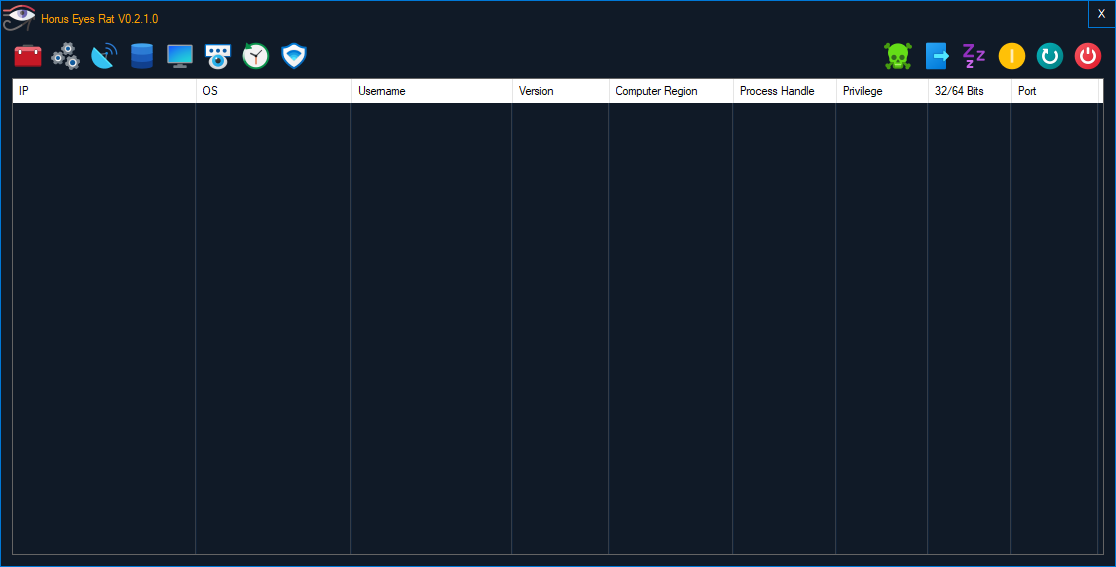 Horus Eyes Rat V0.2.1.0
X
IP OS Username Version Computer Region Process Handle Privilege 32/64 Bits Port